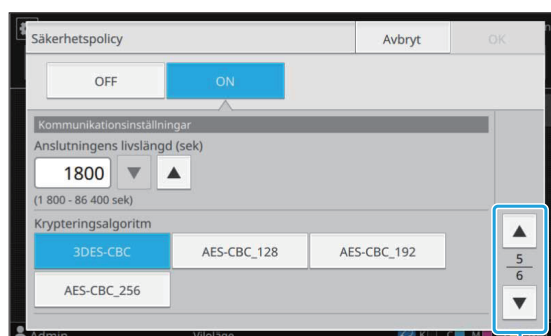 Säkerhetspolicy Avbryt OK
OFF ON
Kommunikationsinställningar
Anslutningens livslängd (sek)
1800
(1 800 - 86 400 sek)
Krypteringsalgoritm
3DES-CBC AES-CBC_128 AES-CBC_192
AES-CBC_256
5
6
Admin Viloläge K C M